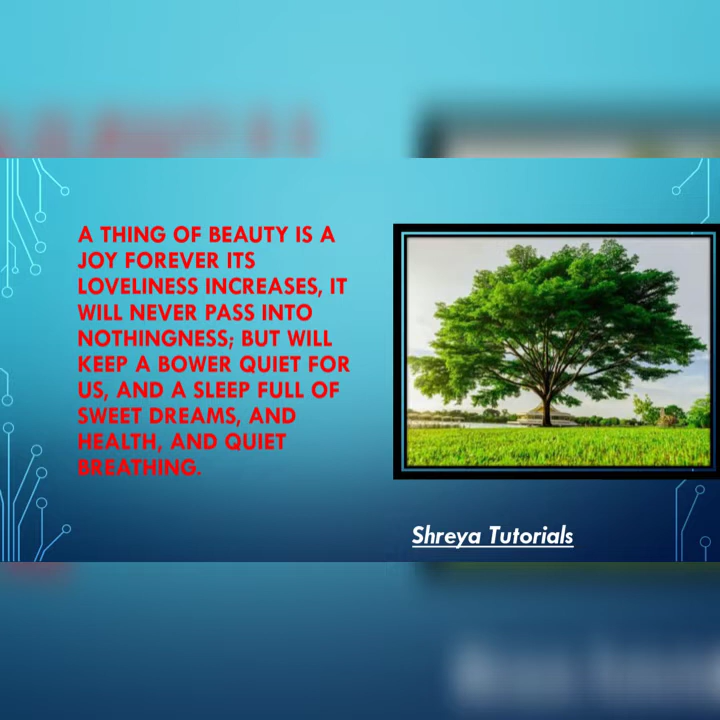 A THING OF BEAUTY IS A
JOY FOREVER ITS
LOVELINESS INCREASES, IT
WILL NEVER PASS INTO
NOTHINGNESS; BUT WILL
KEEP A BOWER QUIET FOR
US, AND A SLEEP FULL OF
SWEET DREAMS, AND
HEALTH, AND QUIET
BREATHING.
Shreya Tutorials